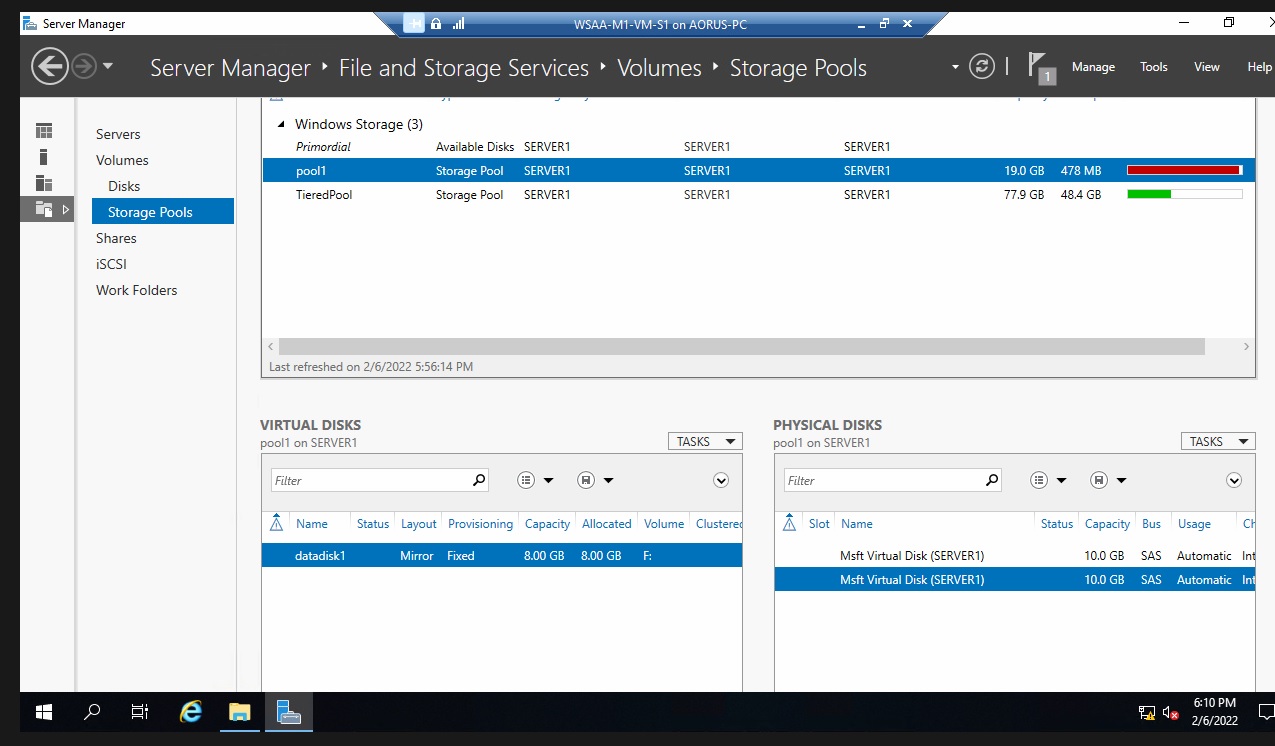 Server Manager
WSAA-M1-VM-S1 on AORUS-PC
Server Manager ‣ File and Storage Services ‣ Volumes ‣ Storage Pools
1
Manage Tools View Help
Servers
Volumes
Disks
Storage Pools
Shares
iSCSI
Work Folders
Windows Storage (3)
Primordial Available Disks SERVER1 SERVER1 SERVER1
pool1 Storage Pool SERVER1 SERVER1 SERVER1 19.0 GB 478 MB
TieredPool Storage Pool SERVER1 SERVER1 SERVER1 77.9 GB 48.4 GB
Last refreshed on 2/6/2022 5:56:14 PM
VIRTUAL DISKS
pool1 on SERVER1
TASKS
Filter
Name Status Layout Provisioning Capacity Allocated Volume Clustered
datadisk1 Mirror Fixed 8.00 GB 8.00 GB F:
PHYSICAL DISKS
pool1 on SERVER1
TASKS
Filter
Slot Name Status Capacity Bus Usage Ch
Msft Virtual Disk (SERVER1) 10.0 GB SAS Automatic Int
Msft Virtual Disk (SERVER1) 10.0 GB SAS Automatic Int
6:10 PM
2/6/2022